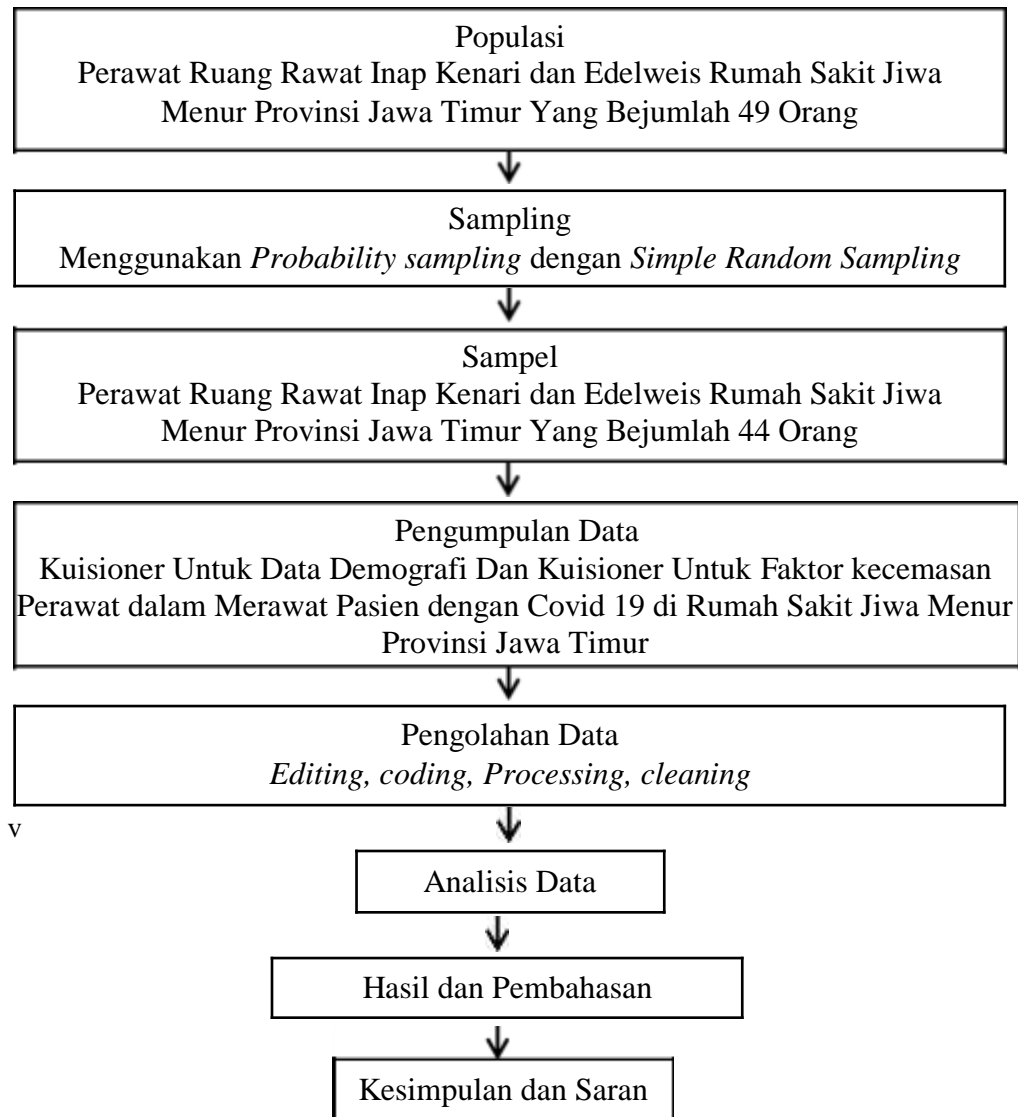 Populasi
Perawat Ruang Rawat Inap Kenari dan Edelweis Rumah Sakit Jiwa
Menur Provinsi Jawa Timur Yang Bejumlah 49 Orang
Sampling
Menggunakan Probability sampling dengan Simple Random Sampling
Sampel
Perawat Ruang Rawat Inap Kenari dan Edelweis Rumah Sakit Jiwa
Menur Provinsi Jawa Timur Yang Bejumlah 44 Orang
Pengumpulan Data
Kuisioner Untuk Data Demografi Dan Kuisioner Untuk Faktor kecemasan
Perawat dalam Merawat Pasien dengan Covid 19 di Rumah Sakit Jiwa Menur
Provinsi Jawa Timur
Pengolahan Data
Editing, coding, Processing, cleaning
v
Analisis Data
Hasil dan Pembahasan
Kesimpulan dan Saran